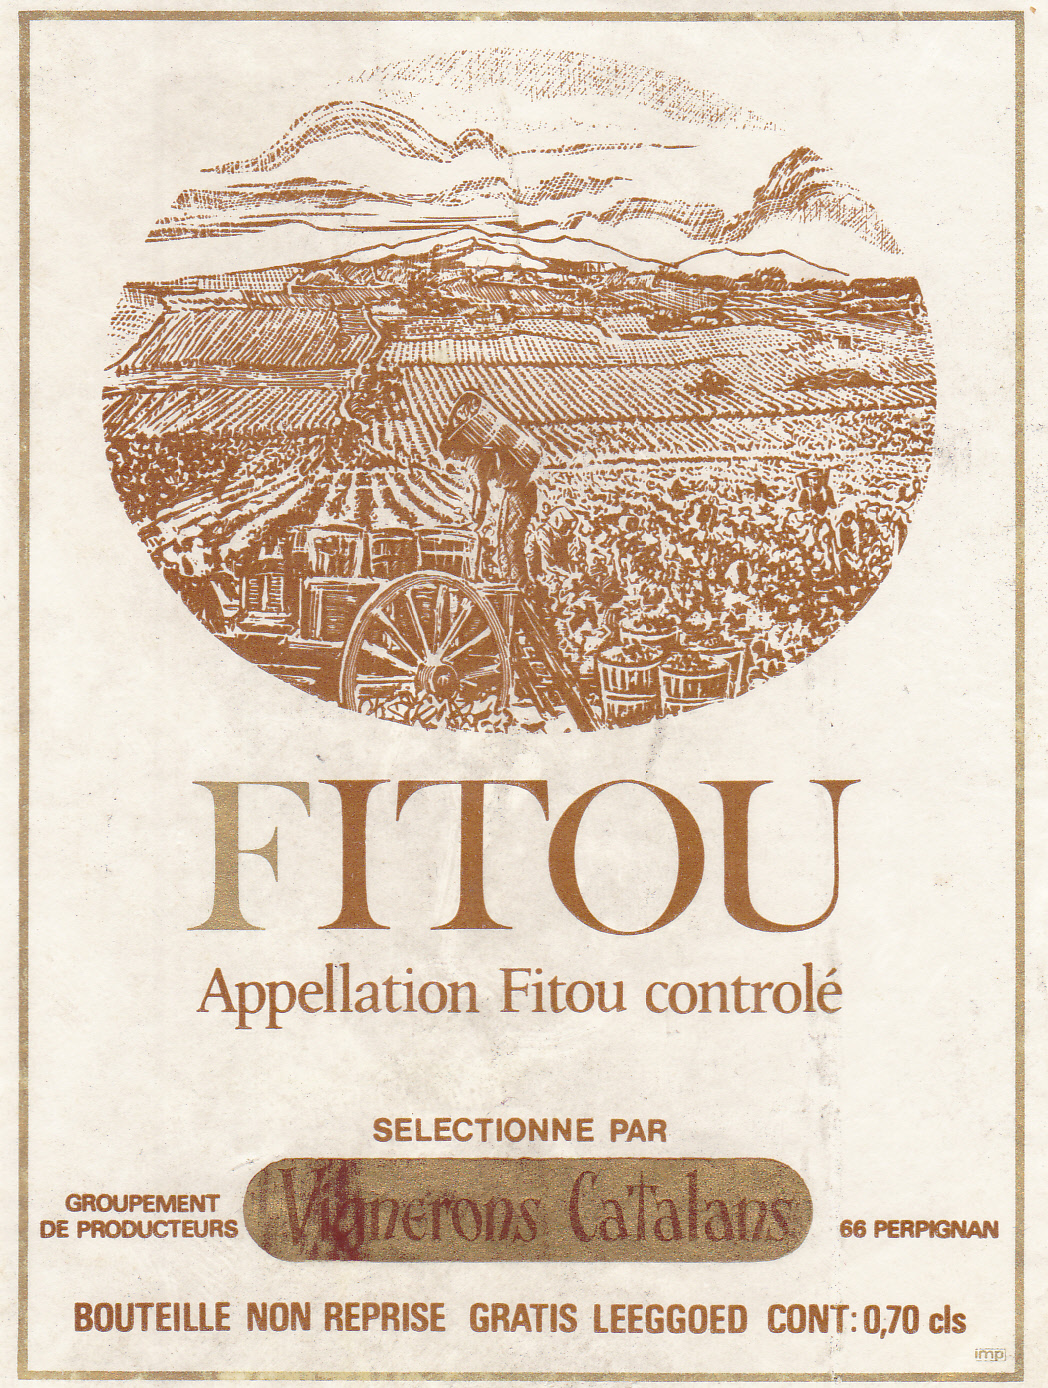 FITOU
Appellation Fitou controlé
SELECTIONNE PAR
GROUPEMENT
DE PRODUCTEURS
Vignerons Catalans
66 PERPIGNAN
BOUTEILLE NON REPRISE GRATIS LEEGGOED CONT: 0,70 cls
imp